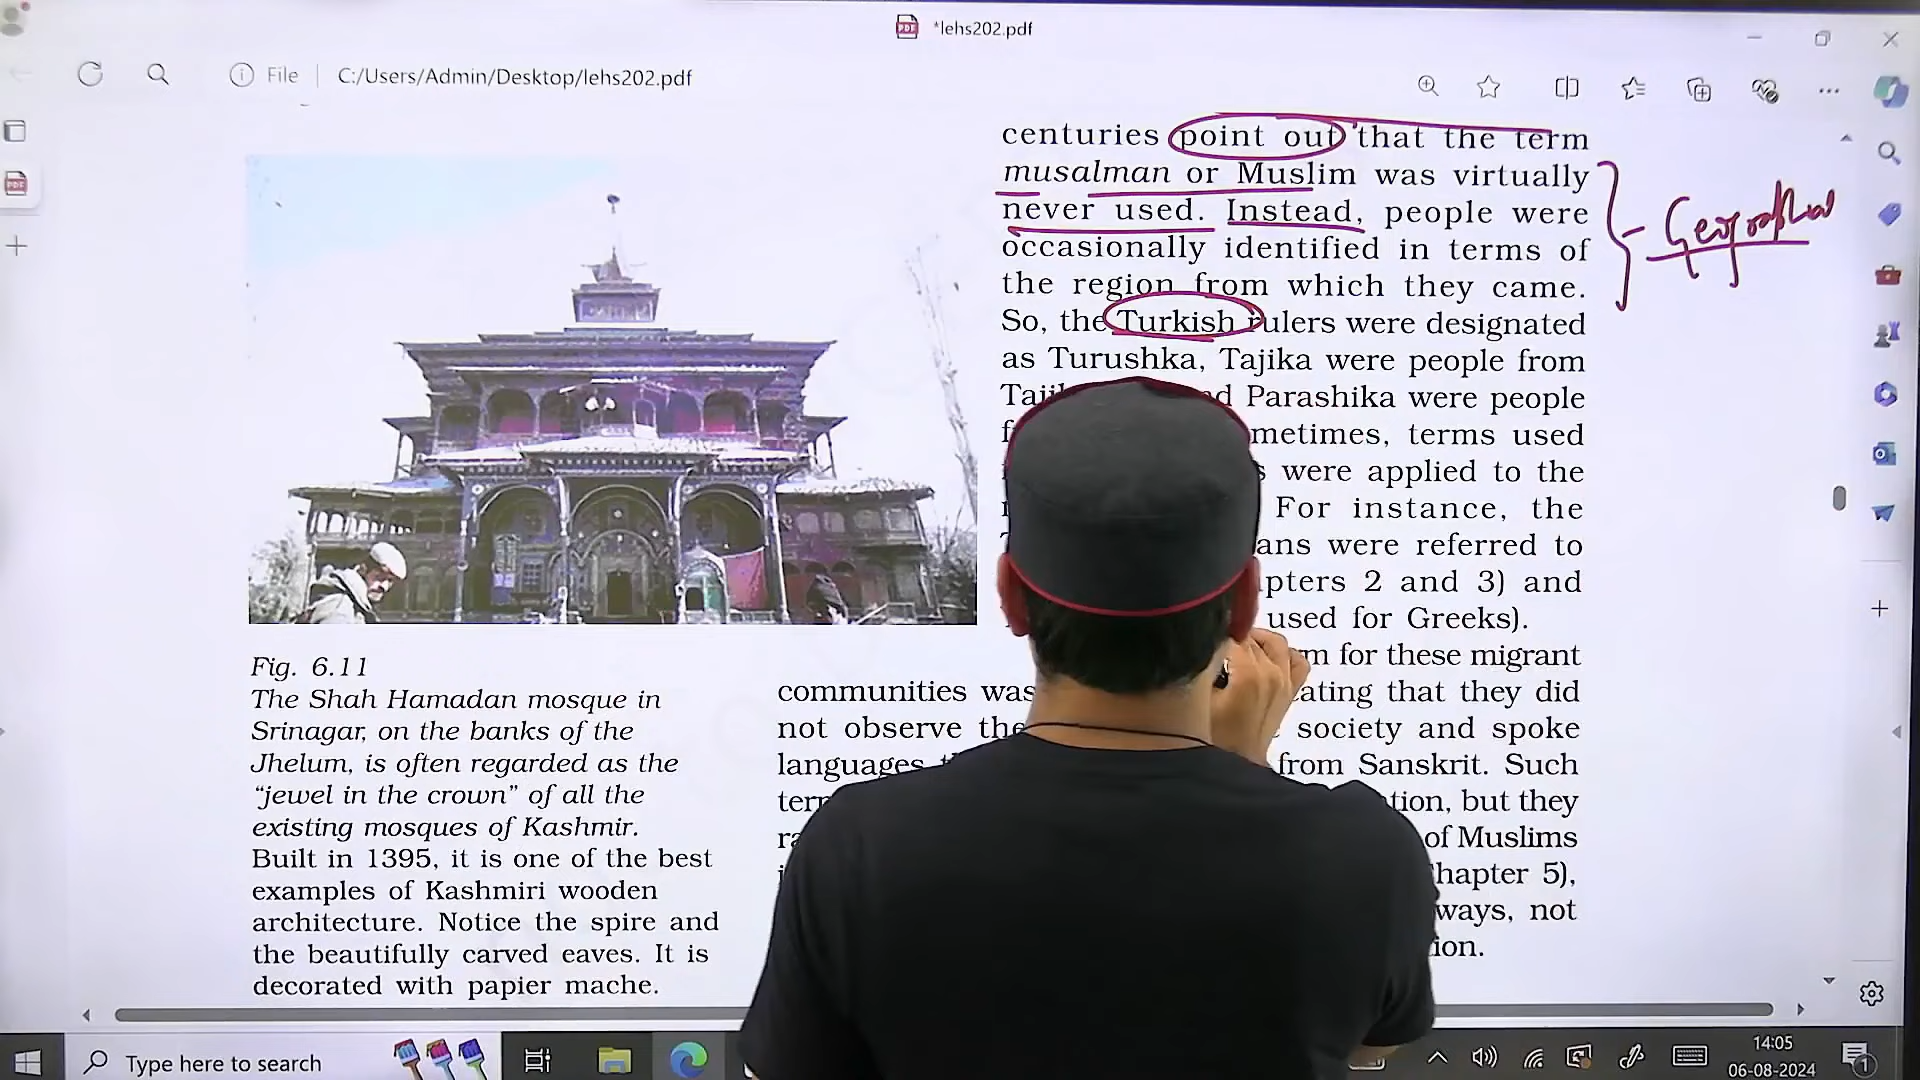 *lehs202.pdf
File
C:/Users/Admin/Desktop/lehs202.pdf
centuries point out that the term
musalman or Muslim was virtually
never used. Instead, people were
occasionally identified in terms of
the region from which they came.
So, the Turkish rulers were designated
as Turushka, Tajika were people from
Parashika were people
terms used
were applied to the
For instance, the
were referred to
2 and 3) and
used for Greeks).
for these migrant
communities was
that they did
not observe the
society and spoke
languages
from Sanskrit. Such
but they
of Muslims
5),
ways, not
Fig. 6.11
The Shah Hamadan mosque in
Srinagar, on the banks of the
Jhelum, is often regarded as the
“jewel in the crown” of all the
existing mosques of Kashmir.
Built in 1395, it is one of the best
examples of Kashmiri wooden
architecture. Notice the spire and
the beautifully carved eaves. It is
decorated with papier mache.
Type here to search
14:05
06-08-2024
1